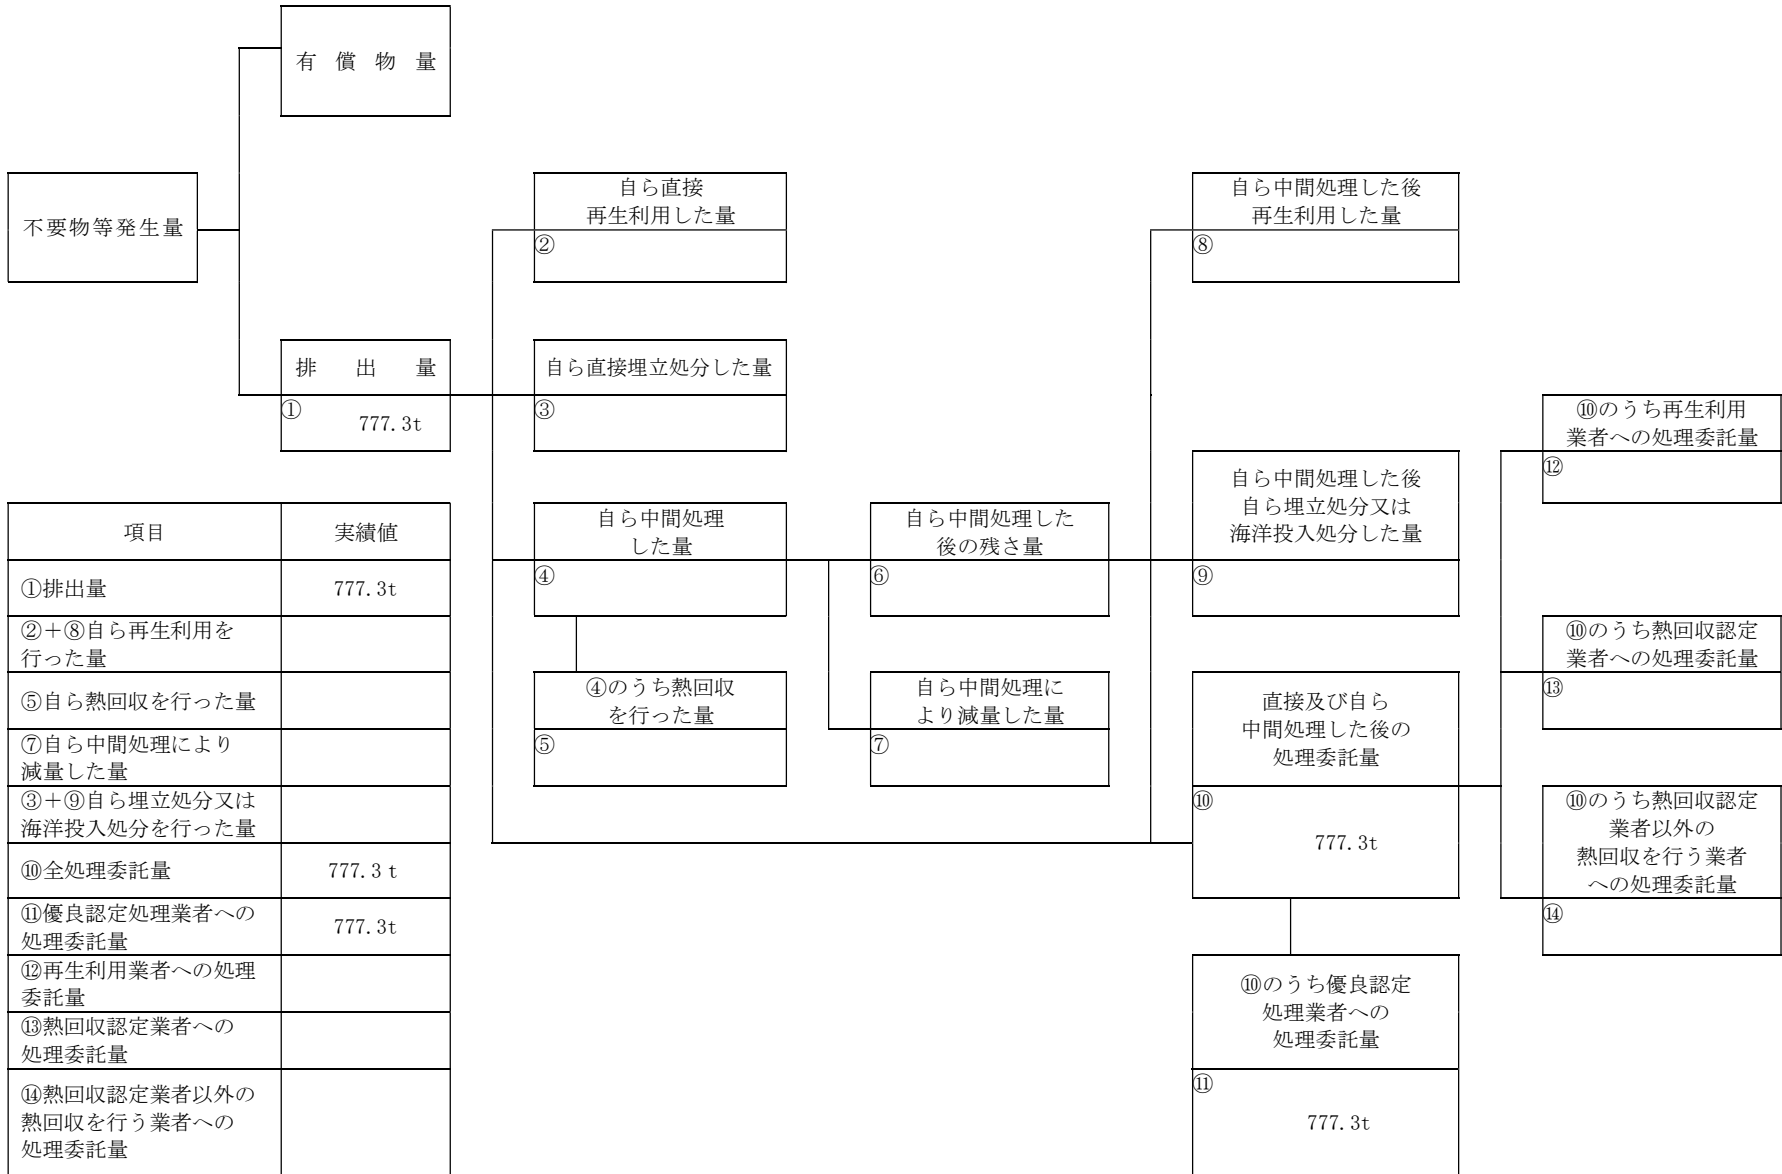 有償物量
不要物等発生量
自ら直接
再生利用した量
②
自ら中間処理した後
再生利用した量
⑧
排出量
①
777.3t
自ら直接埋立処分した量
③
⑩のうち再生利用
業者への処理委託量
⑫
自ら中間処理
した量
④
自ら中間処理した
後の残さ量
⑥
自ら中間処理した後
自ら埋立処分又は
海洋投入処分した量
⑨
⑩のうち熱回収認定
業者への処理委託量
⑬
④のうち熱回収
を行った量
⑤
自ら中間処理に
より減量した量
⑦
直接及び自ら
中間処理した後の
処理委託量
⑩
777.3t
⑩のうち熱回収認定
業者以外の
熱回収を行う業者
への処理委託量
⑭
⑩のうち優良認定
処理業者への
処理委託量
⑪
777.3t
項目 実績値
①排出量 777.3t
②+⑧自ら再生利用を
行った量
⑤自ら熱回収を行った量
⑦自ら中間処理により
減量した量
③+⑨自ら埋立処分又は
海洋投入処分を行った量
⑩全処理委託量 777.3 t
⑪優良認定処理業者への
処理委託量 777.3t
⑫再生利用業者への処理
委託量
⑬熱回収認定業者への
処理委託量
⑭熱回収認定業者以外の
熱回収を行う業者への
処理委託量